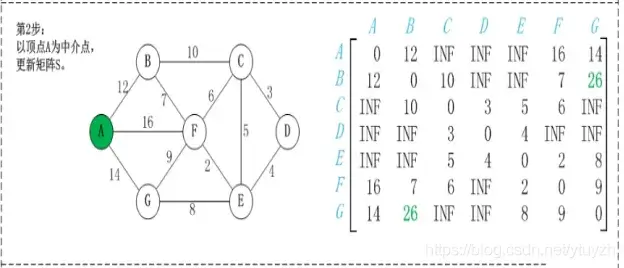 第2步:
以顶点A为中介点,
更新矩阵S。
B 10 C
12 7 6 3
A 16 F 5 D
14 9 2 4
G 8 E
A B C D E F G
A 0 12 INF INF INF 16 14
B 12 0 10 INF INF 7 26
C INF 10 0 3 5 6 INF
D INF INF 3 0 4 INF INF
E INF INF 5 4 0 2 8
F 16 7 6 INF 2 0 9
G 14 26 INF INF 8 9 0
https://blog.csdn.net/ytuyzh